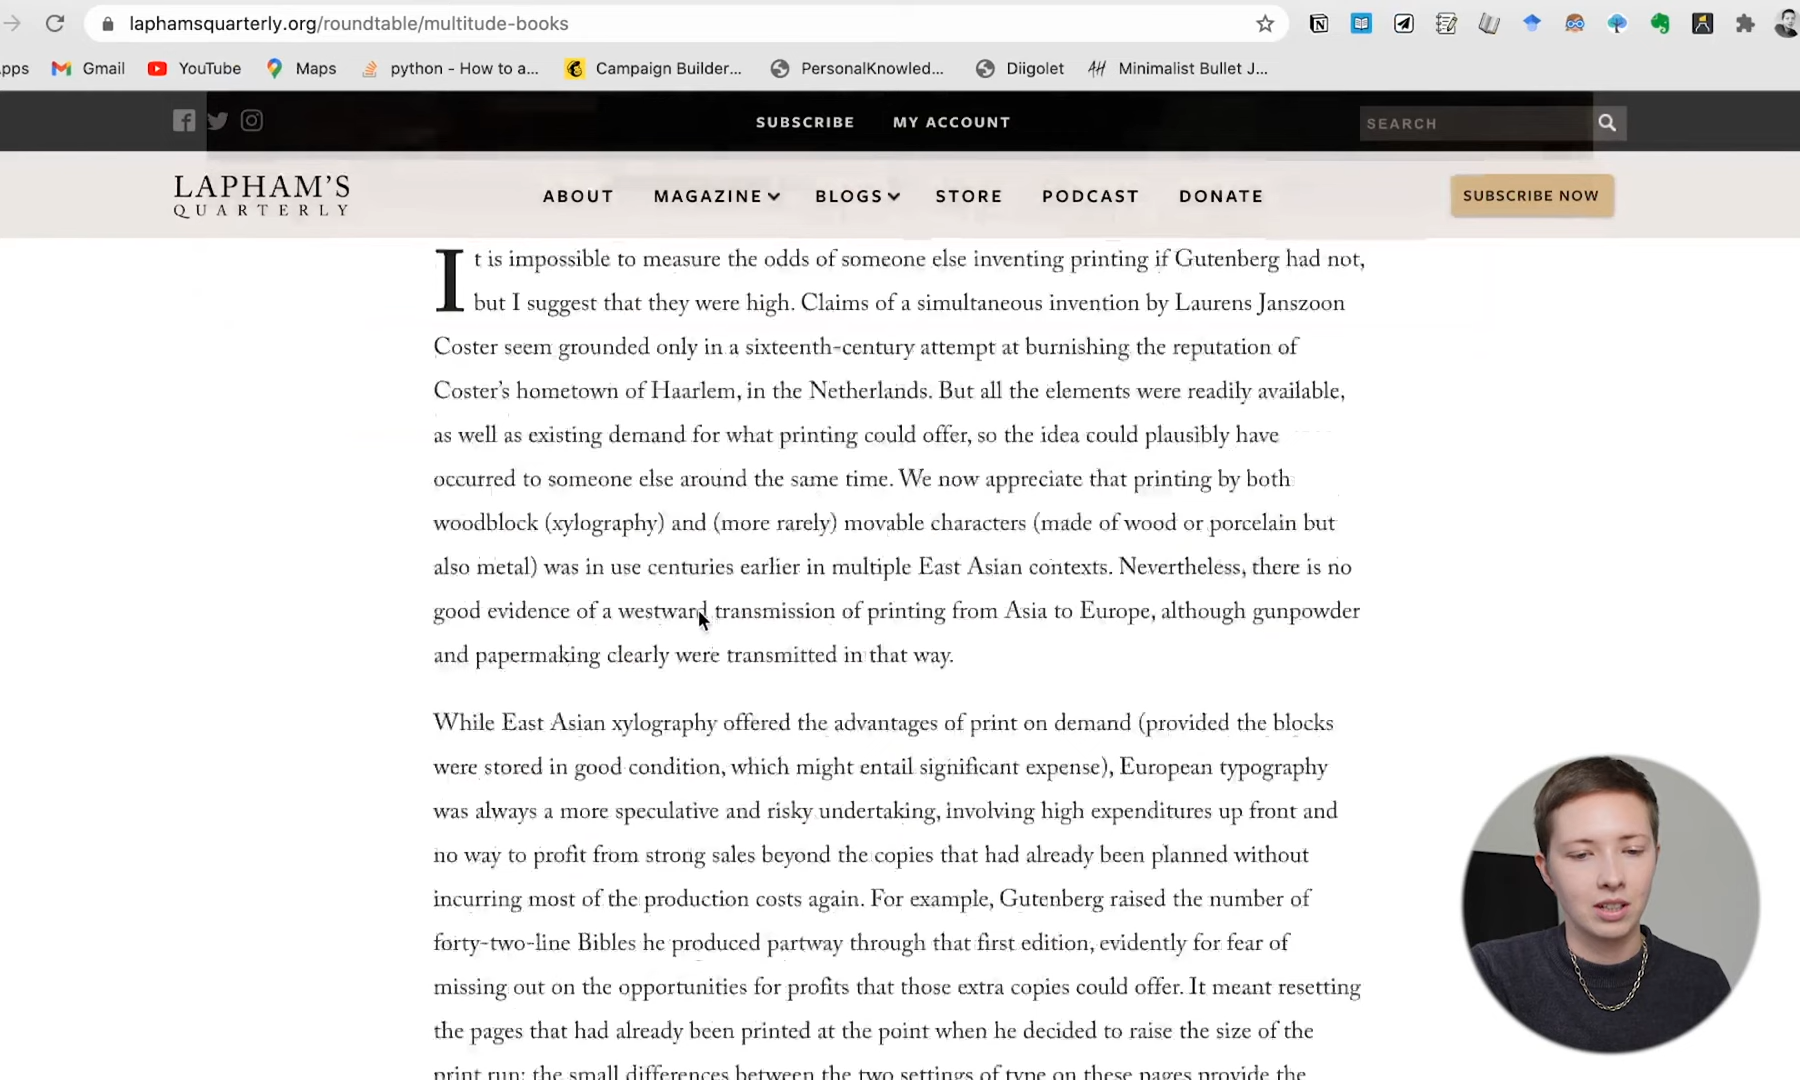 laphamsquarterly.org/roundtable/multitude-books
pps Gmail YouTube Maps python - How to a... Campaign Builder... PersonalKnowled... Diigolet Minimalist Bullet J...
SUBSCRIBE MY ACCOUNT SEARCH
LAPHAM'S
QUARTERLY
ABOUT MAGAZINE BLOGS STORE PODCAST DONATE SUBSCRIBE NOW
It is impossible to measure the odds of someone else inventing printing if Gutenberg had not,
but I suggest that they were high. Claims of a simultaneous invention by Laurens Janszoon
Coster seem grounded only in a sixteenth-century attempt at burnishing the reputation of
Coster's hometown of Haarlem, in the Netherlands. But all the elements were readily available,
as well as existing demand for what printing could offer, so the idea could plausibly have
occurred to someone else around the same time. We now appreciate that printing by both
woodblock (xylography) and (more rarely) movable characters (made of wood or porcelain but
also metal) was in use centuries earlier in multiple East Asian contexts. Nevertheless, there is no
good evidence of a westward transmission of printing from Asia to Europe, although gunpowder
and papermaking clearly were transmitted in that way.
While East Asian xylography offered the advantages of print on demand (provided the blocks
were stored in good condition, which might entail significant expense), European typography
was always a more speculative and risky undertaking, involving high expenditures up front and
no way to profit from strong sales beyond the copies that had already been planned without
incurring most of the production costs again. For example, Gutenberg raised the number of
forty-two-line Bibles he produced partway through that first edition, evidently for fear of
missing out on the opportunities for profits that those extra copies could offer. It meant resetting
the pages that had already been printed at the point when he decided to raise the size of the
print run; the small differences between the two settings of type on these pages provide the